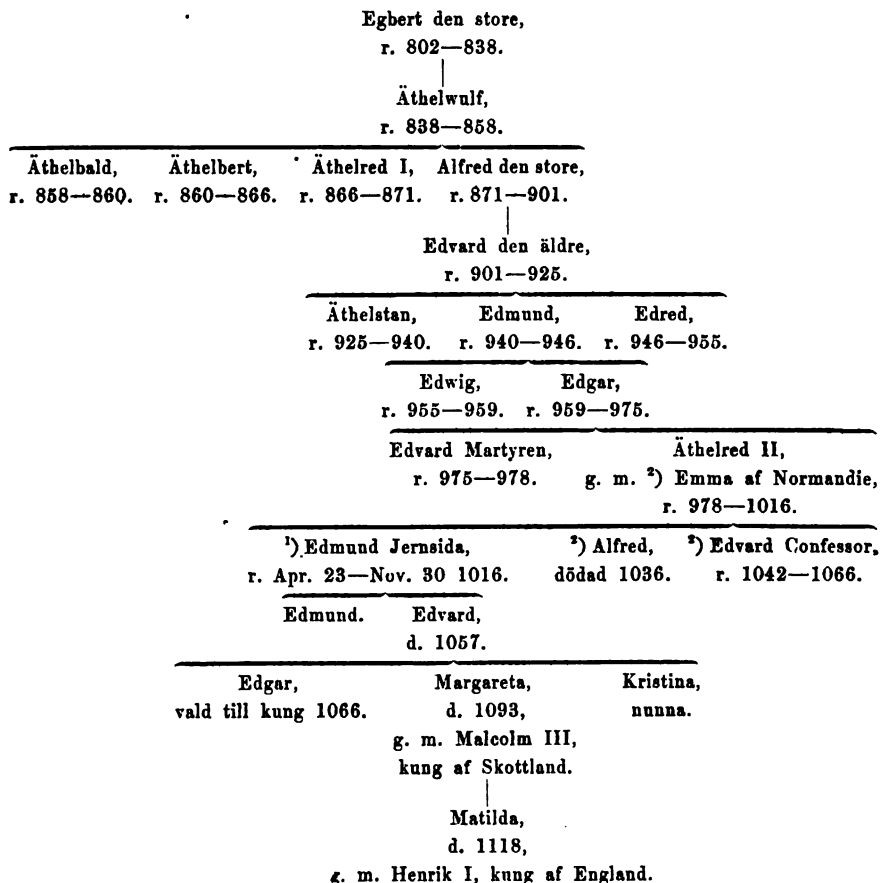 Egbert den store,
r. 802—838.
Äthelwulf,
r. 838—858.
Äthelbald, Äthelbert, Äthelred I, Alfred den store,
r. 858—860. r. 860—866. r. 866—871. r. 871—901.
Edvard den äldre,
r. 901—925.
Äthelstan, Edmund, Edred,
r. 925—940. r. 940—946. r. 946—955.
Edwig, Edgar,
r. 955—959. r. 959—975.
Edvard Martyren, Äthelred II,
r. 975—978. g. m. ²) Emma af Normandie,
r. 978—1016.
¹) Edmund Jernsida, ²) Alfred, ²) Edvard Confessor,
r. Apr. 23—Nov. 30 1016. dödad 1036. r. 1042—1066.
Edmund. Edvard,
d. 1057.
Edgar, Margareta, Kristina,
vald till kung 1066. d. 1093, nunna.
g. m. Malcolm III,
kung af Skottland.
Matilda,
d. 1118,
g. m. Henrik I, kung af England.